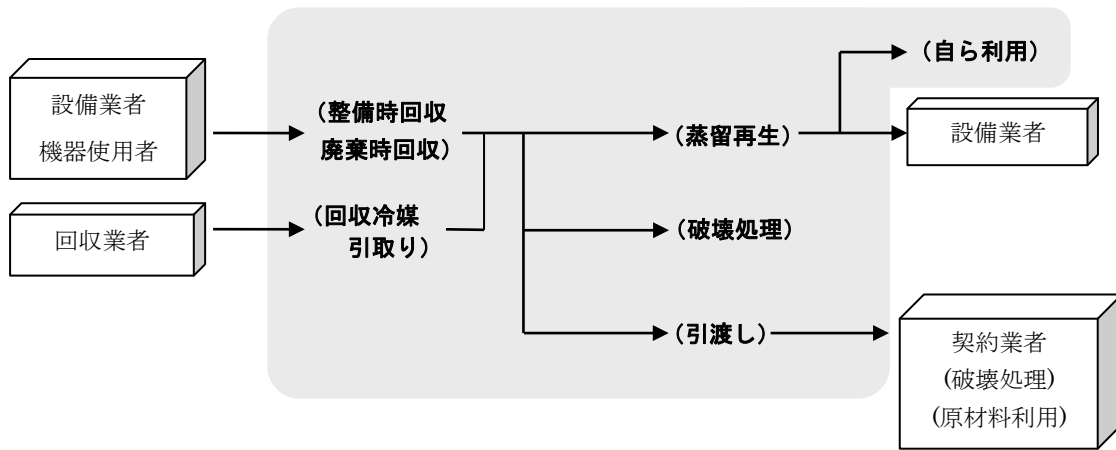 設備業者
機器使用者
(整備時回収
廃棄時回収)
(回収冷媒
引取り)
回収業者
(蒸留再生)
(自ら利用)
設備業者
(破壊処理)
(引渡し)
契約業者
(破壊処理)
(原材料利用)